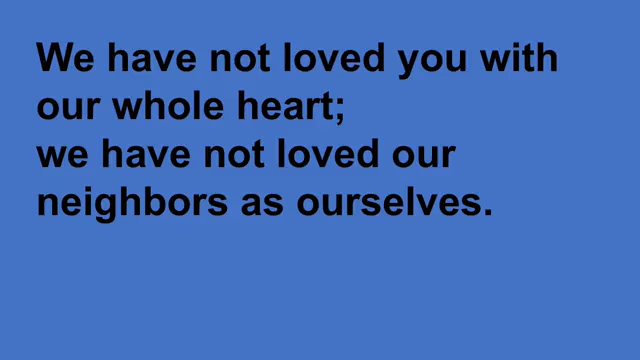 We have not loved you with
our whole heart;
we have not loved our
neighbors as ourselves.